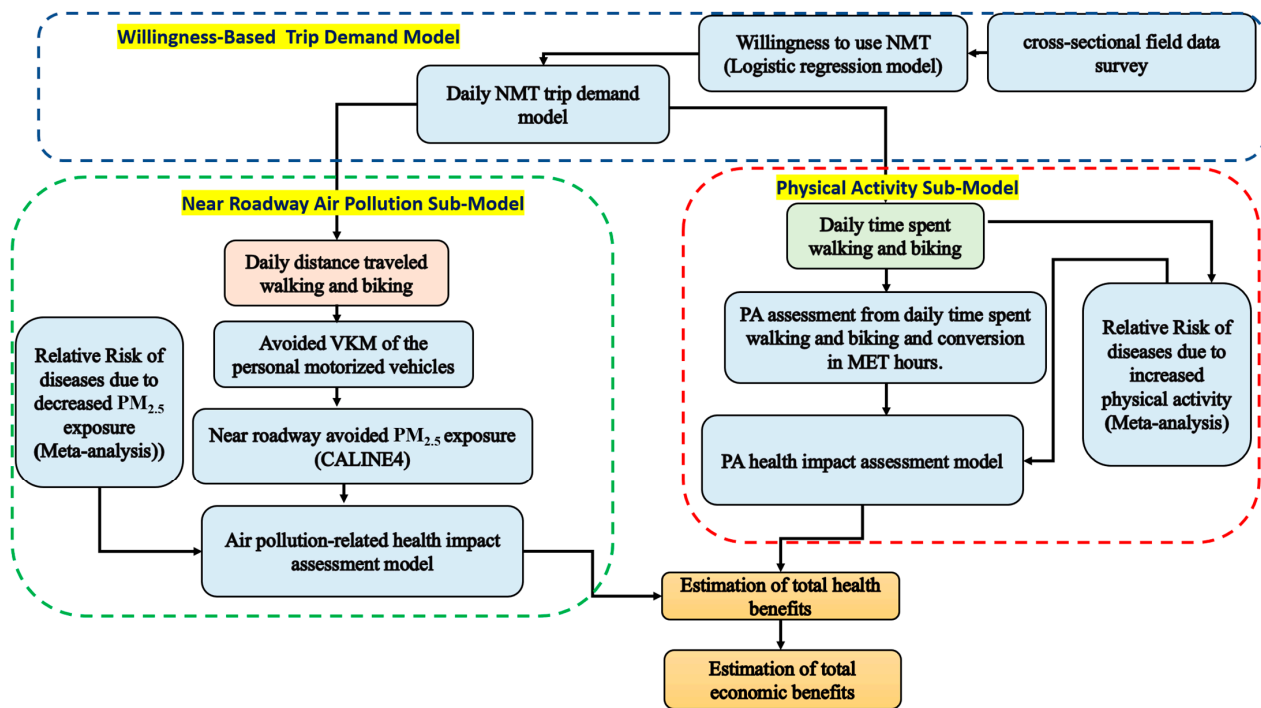 Willingness-Based Trip Demand Model
Willingness to use NMT
(Logistic regression model)
cross-sectional field data
survey
Daily NMT trip demand
model
Near Roadway Air Pollution Sub-Model
Daily distance traveled
walking and biking
Avoided VKM of the
personal motorized vehicles
Relative Risk of
diseases due to
decreased PM₂.₅
exposure
(Meta-analysis))
Near roadway avoided PM₂.₅ exposure
(CALINE4)
Air pollution-related health impact
assessment model
Physical Activity Sub-Model
Daily time spent
walking and biking
PA assessment from daily time spent
walking and biking and conversion
in MET hours.
Relative Risk of
diseases due to
increased
physical activity
(Meta-analysis)
PA health impact assessment model
Estimation of total health
benefits
Estimation of total
economic benefits